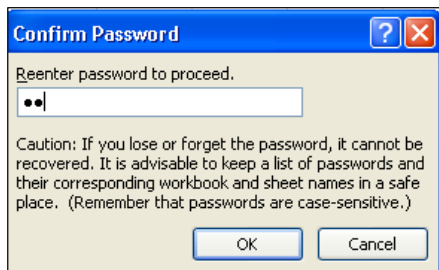 Confirm Password
Reenter password to proceed.
Caution: If you lose or forget the password, it cannot be
recovered. It is advisable to keep a list of passwords and
their corresponding workbook and sheet names in a safe
place. (Remember that passwords are case-sensitive.)
OK Cancel